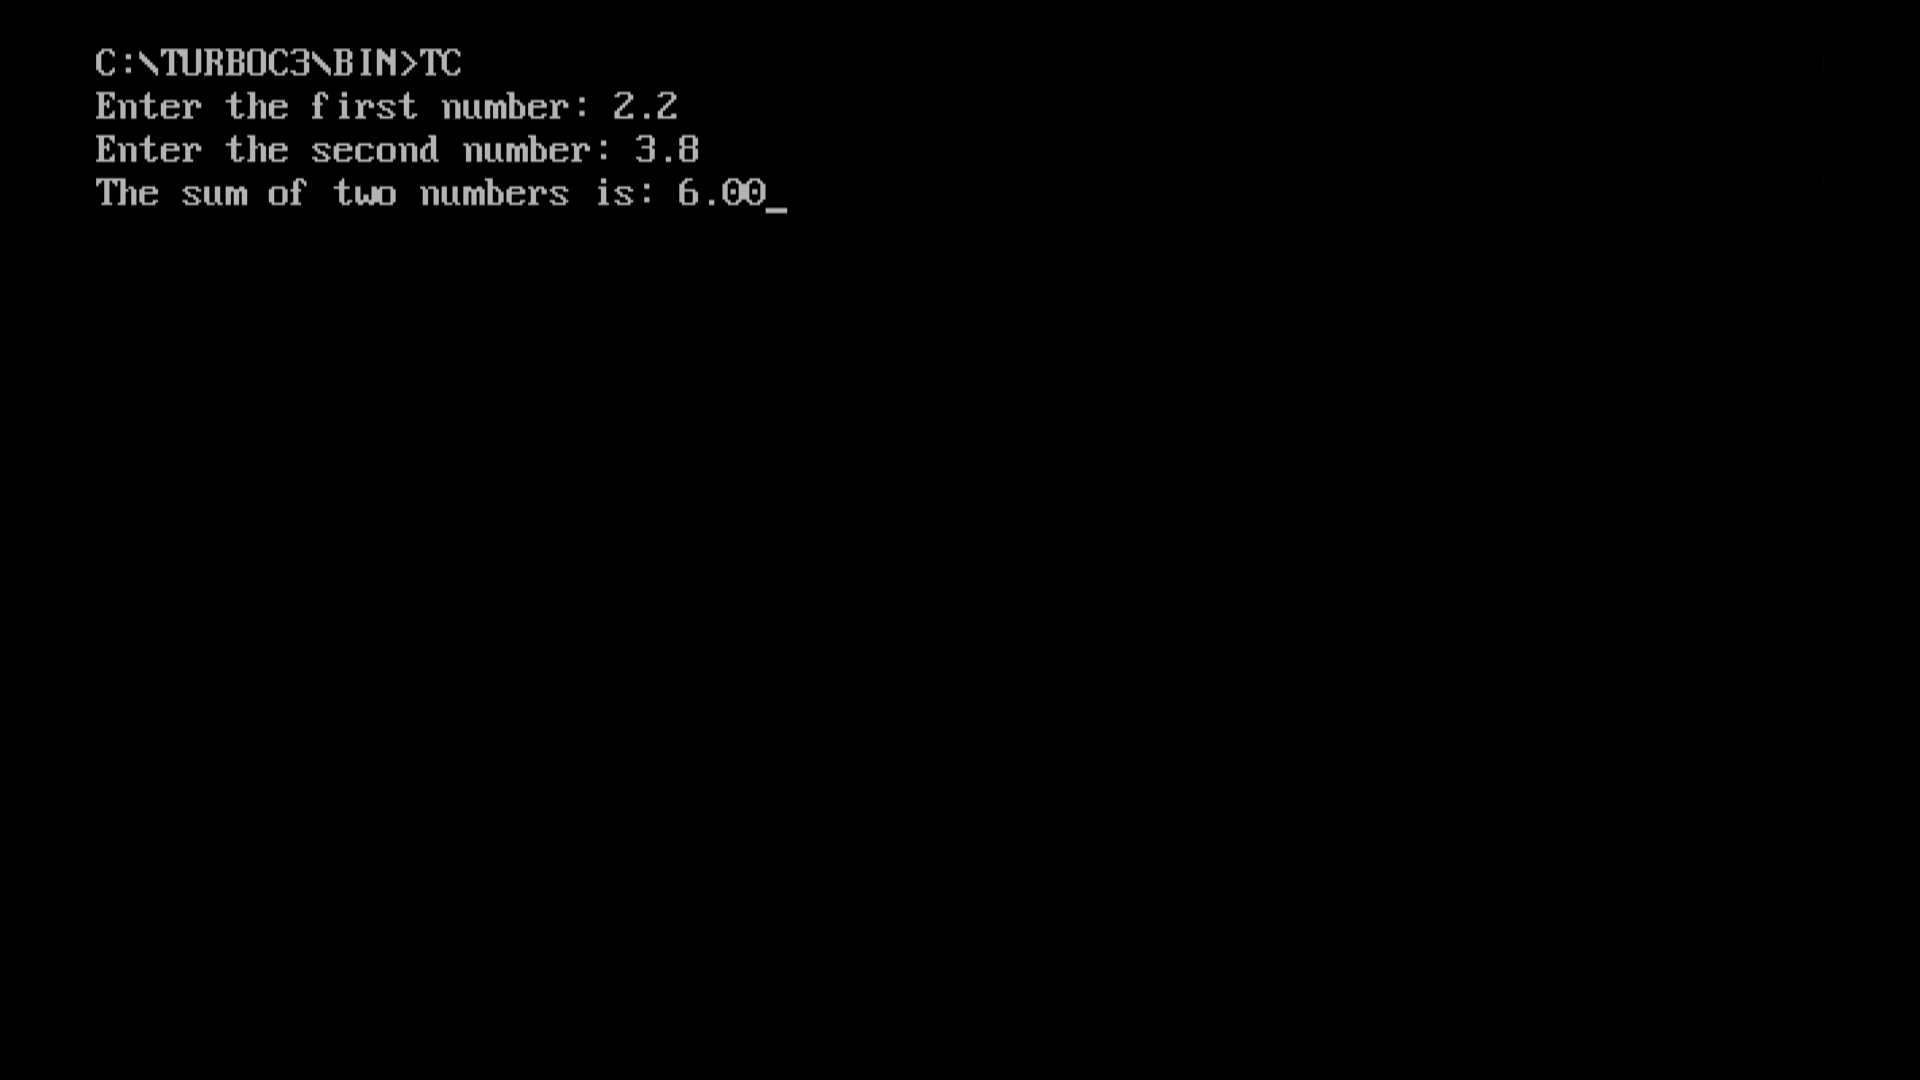 C:\TURBOC3\BIN>TC
Enter the first number: 2.2
Enter the second number: 3.8
The sum of two numbers is: 6.00_